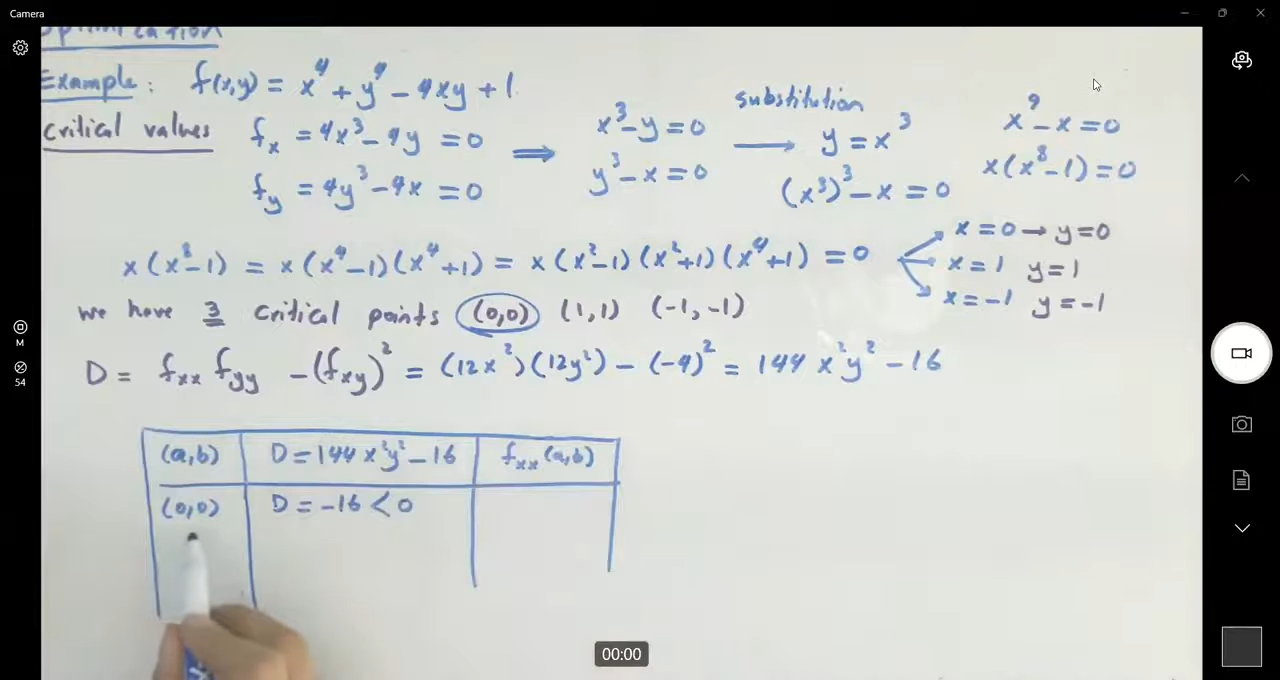 Camera
Optimization
Example: f(x,y) = x⁴ + y⁴ - 4xy + 1
critical values fx = 4x³ - 4y = 0 ⟹ x³ - y = 0 substitution → y = x³ x⁹ - x = 0
fy = 4y³ - 4x = 0 y³ - x = 0 (x³)³ - x = 0 x(x⁸ - 1) = 0
x(x⁸ - 1) = x(x⁴ - 1)(x⁴ + 1) = x(x² - 1)(x² + 1)(x⁴ + 1) = 0 x = 0 → y = 0
x = 1 y = 1
x = -1 y = -1
we have 3 critical points (0,0) (1,1) (-1,-1)
D = fxx fyy - (fxy)² = (12x²)(12y²) - (-4)² = 144x²y² - 16
(a,b) D = 144x²y² - 16 fxx(a,b)
(0,0) D = -16 < 0
M
54
00:00